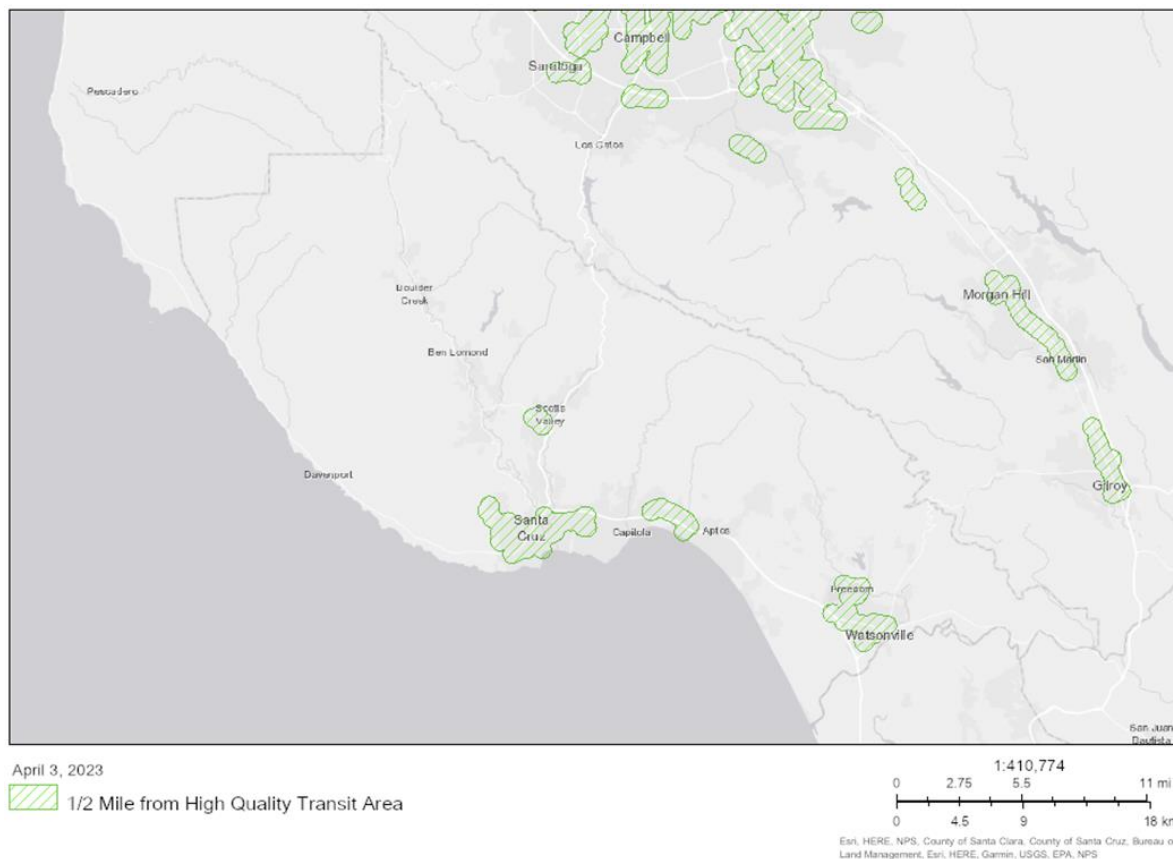 Campbell
Saratoga
Pescadero
Los Gatos
Boulder
Creek
Morgan Hill
Ben Lomond
San Martin
Scotts
Valley
Davenport
Gilroy
Santa
Cruz
Capitola
Aptos
Freedom
Watsonville
San Juan
Bautista
April 3, 2023
1/2 Mile from High Quality Transit Area
1:410,774
0 2.75 5.5 11 mi
0 4.5 9 18 km
Esri, HERE, NPS, County of Santa Clara, County of Santa Cruz, Bureau o
Land Management, Esri, HERE, Garmin, USGS, EPA, NPS